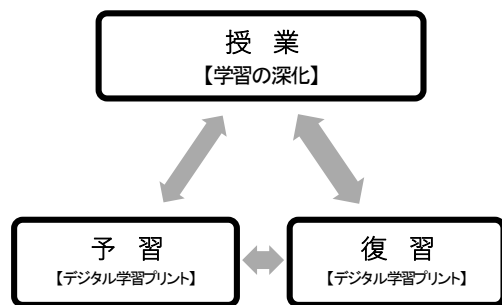 授 業
【学習の深化】
予 習
【デジタル学習プリント】
復 習
【デジタル学習プリント】